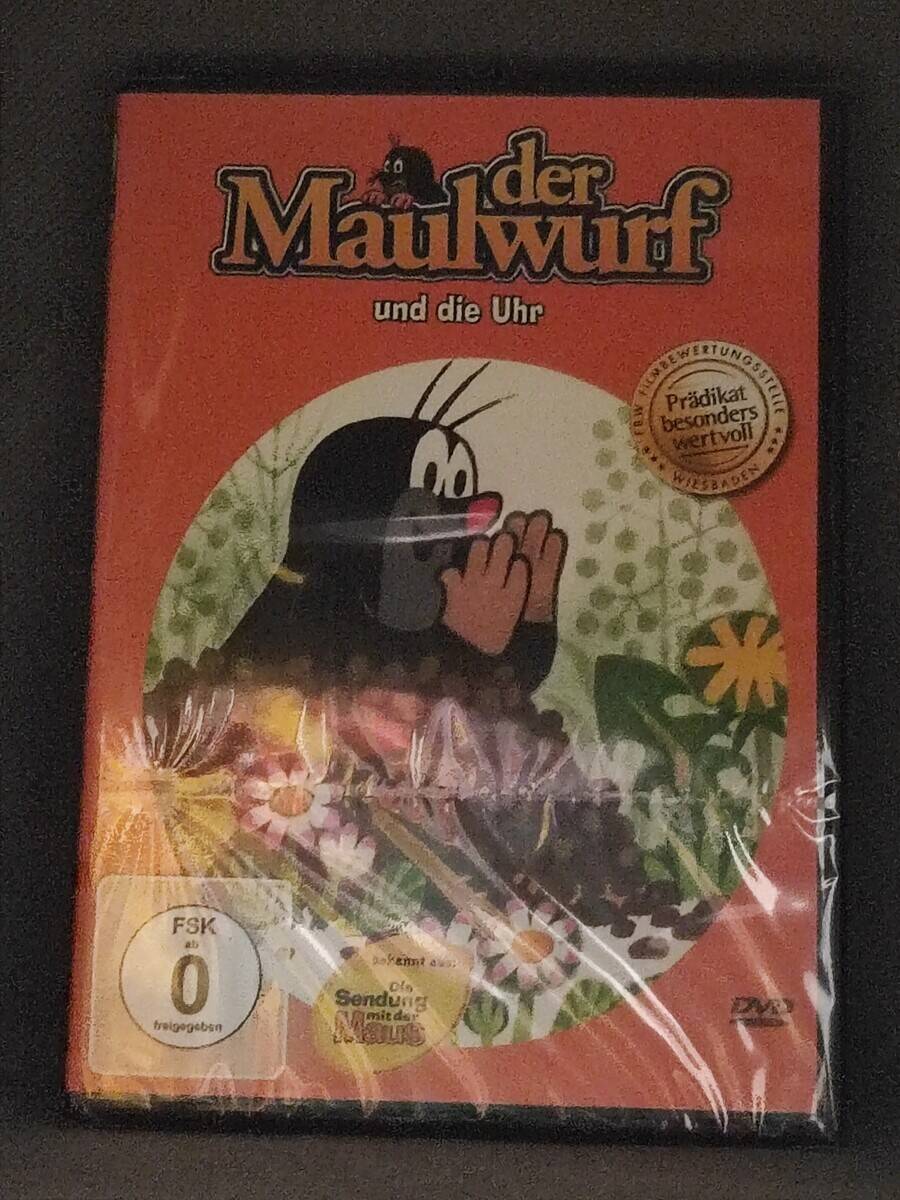 der
Maulwurf
und die Uhr
FBW FILMBEWERTUNGSSTELLE
Prädikat
besonders
wertvoll
WIESBADEN
FSK
ab
0
freigegeben
bekannt aus:
Die
Sendung
mit der
Maus
DVD